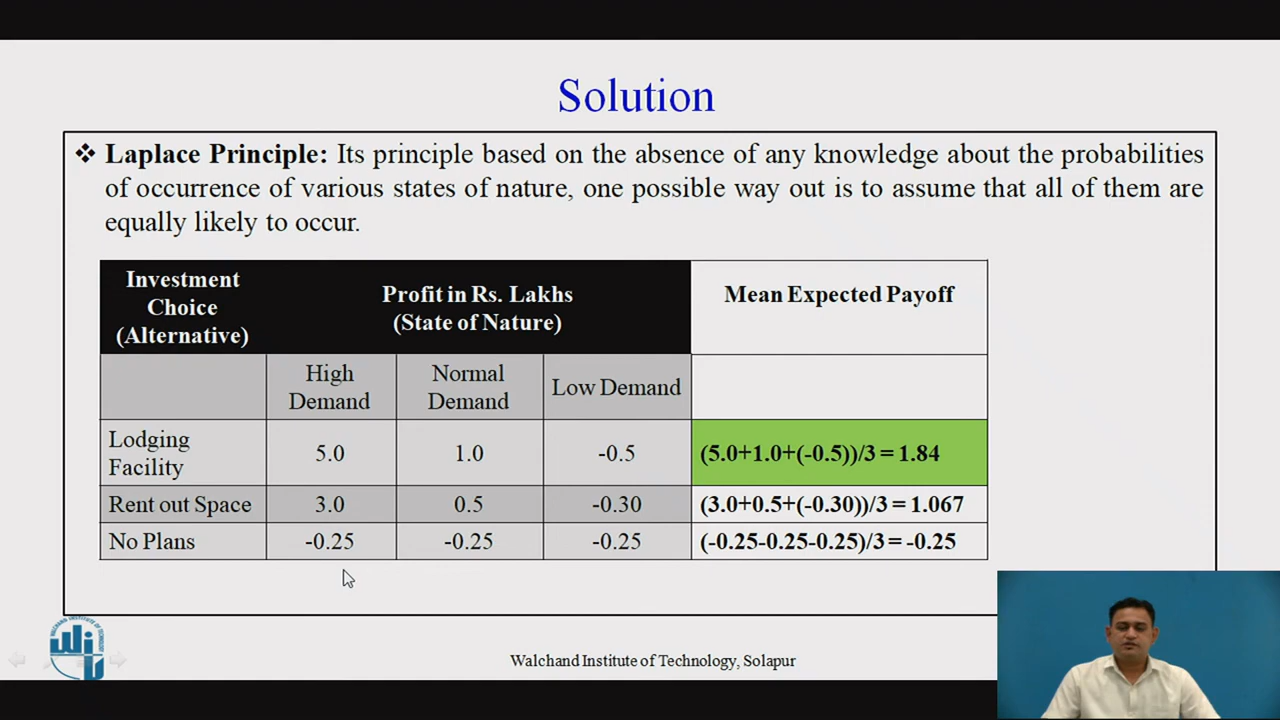 Solution
❖ Laplace Principle: Its principle based on the absence of any knowledge about the probabilities
of occurrence of various states of nature, one possible way out is to assume that all of them are
equally likely to occur.
Investment
Choice
(Alternative)
Profit in Rs. Lakhs
(State of Nature)
Mean Expected Payoff
High
Demand
Normal
Demand
Low Demand
Lodging
Facility
5.0
1.0
-0.5
(5.0+1.0+(-0.5))/3 = 1.84
Rent out Space
3.0
0.5
-0.30
(3.0+0.5+(-0.30))/3 = 1.067
No Plans
-0.25
-0.25
-0.25
(-0.25-0.25-0.25)/3 = -0.25
Walchand Institute of Technology, Solapur